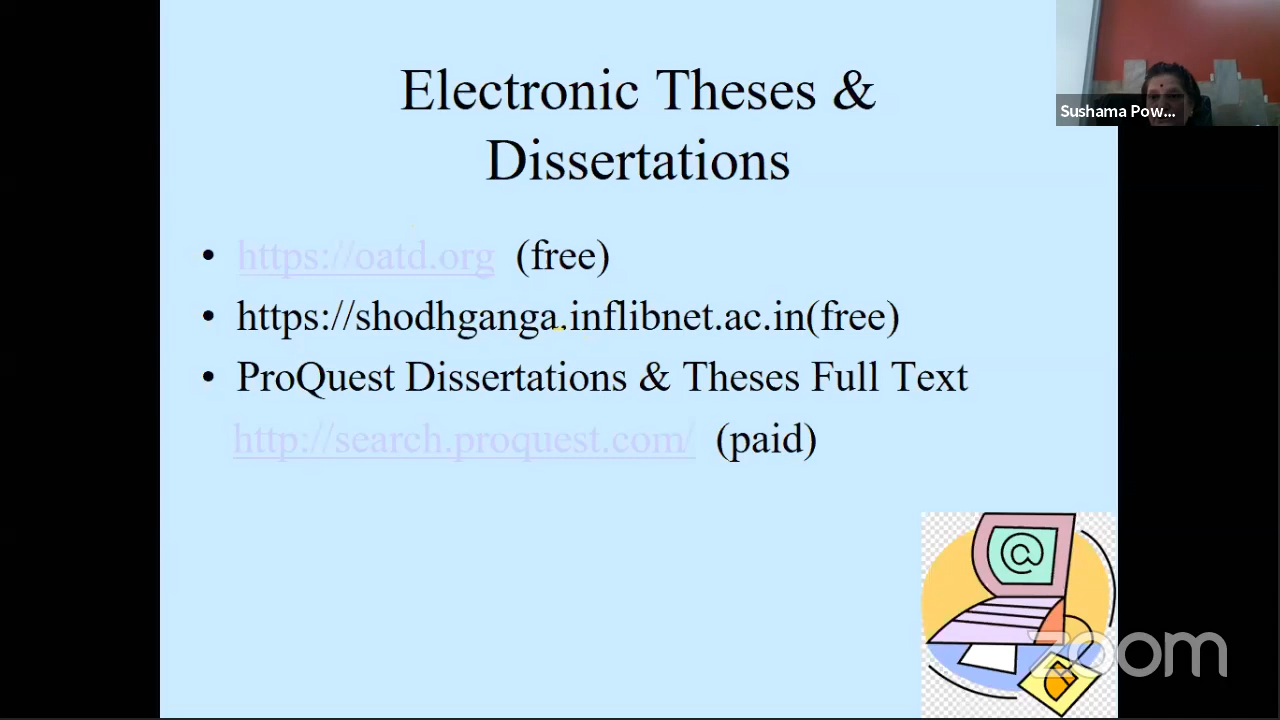 Electronic Theses &
Dissertations
Sushama Pow...
• https://oatd.org (free)
• https://shodhganga.inflibnet.ac.in(free)
• ProQuest Dissertations & Theses Full Text
http://search.proquest.com/ (paid)
@
zoom